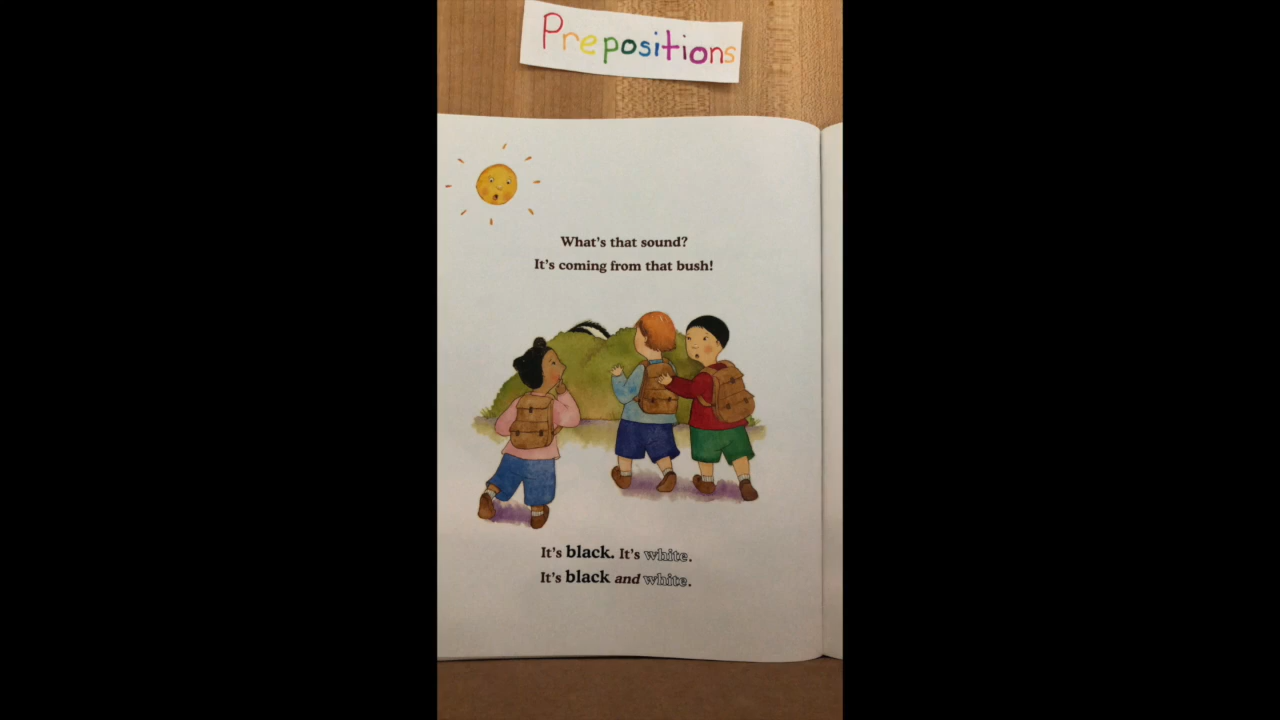 Prepositions
What's that sound?
It's coming from that bush!
It's black. It's white.
It's black and white.